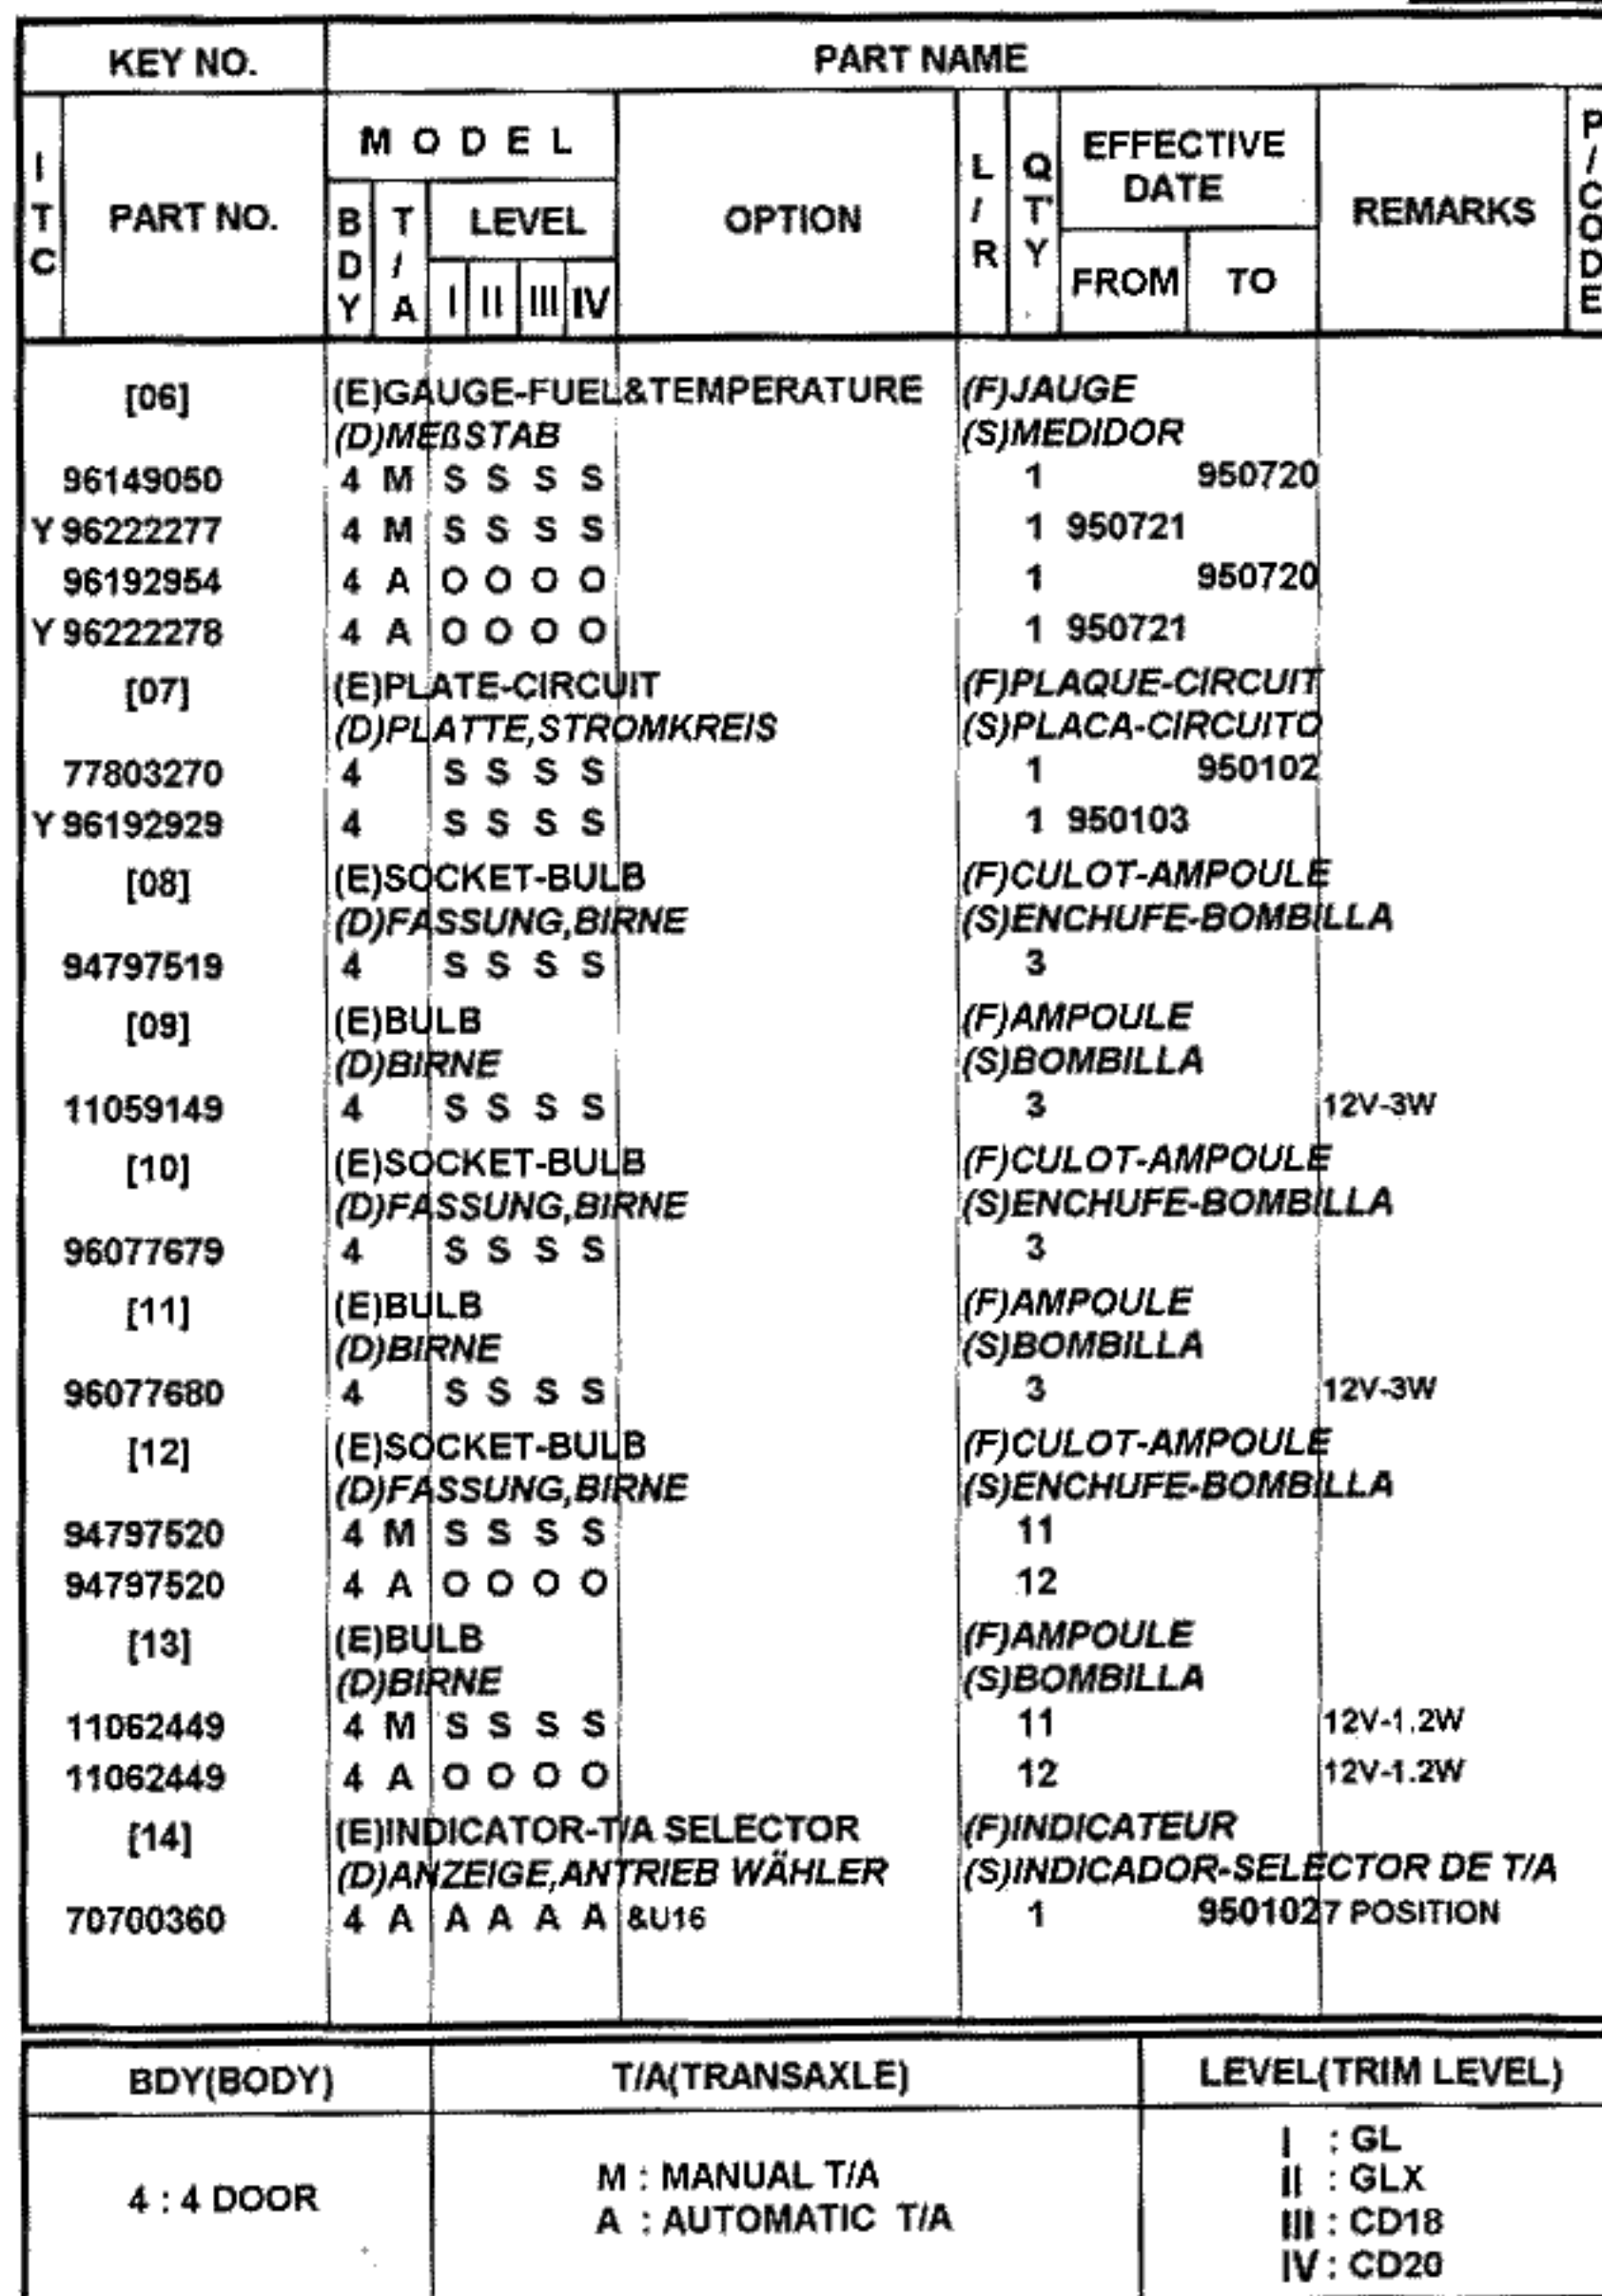 KEY NO. PART NAME
ITC PART NO. MODEL OPTION L/R Q'TY EFFECTIVE DATE REMARKS P/CODE
BDY T/A LEVEL FROM TO
I II III IV
[06] (E)GAUGE-FUEL&TEMPERATURE (F)JAUGE
(D)MEßSTAB (S)MEDIDOR
96149050 4 M S S S S 1 950720
Y 96222277 4 M S S S S 1 950721
96192954 4 A O O O O 1 950720
Y 96222278 4 A O O O O 1 950721
[07] (E)PLATE-CIRCUIT (F)PLAQUE-CIRCUIT
(D)PLATTE,STROMKREIS (S)PLACA-CIRCUITO
77803270 4 S S S S 1 950102
Y 96192929 4 S S S S 1 950103
[08] (E)SOCKET-BULB (F)CULOT-AMPOULE
(D)FASSUNG,BIRNE (S)ENCHUFE-BOMBILLA
94797519 4 S S S S 3
[09] (E)BULB (F)AMPOULE
(D)BIRNE (S)BOMBILLA
11059149 4 S S S S 3 12V-3W
[10] (E)SOCKET-BULB (F)CULOT-AMPOULE
(D)FASSUNG,BIRNE (S)ENCHUFE-BOMBILLA
96077679 4 S S S S 3
[11] (E)BULB (F)AMPOULE
(D)BIRNE (S)BOMBILLA
96077680 4 S S S S 3 12V-3W
[12] (E)SOCKET-BULB (F)CULOT-AMPOULE
(D)FASSUNG,BIRNE (S)ENCHUFE-BOMBILLA
94797520 4 M S S S S 11
94797520 4 A O O O O 12
[13] (E)BULB (F)AMPOULE
(D)BIRNE (S)BOMBILLA
11062449 4 M S S S S 11 12V-1.2W
11062449 4 A O O O O 12 12V-1.2W
[14] (E)INDICATOR-T/A SELECTOR (F)INDICATEUR
(D)ANZEIGE,ANTRIEB WÄHLER (S)INDICADOR-SELECTOR DE T/A
70700360 4 A A A A A &U16 1 950102 7 POSITION
BDY(BODY) T/A(TRANSAXLE) LEVEL(TRIM LEVEL)
4 : 4 DOOR
M : MANUAL T/A
A : AUTOMATIC T/A
I : GL
II : GLX
III : CD18
IV : CD20